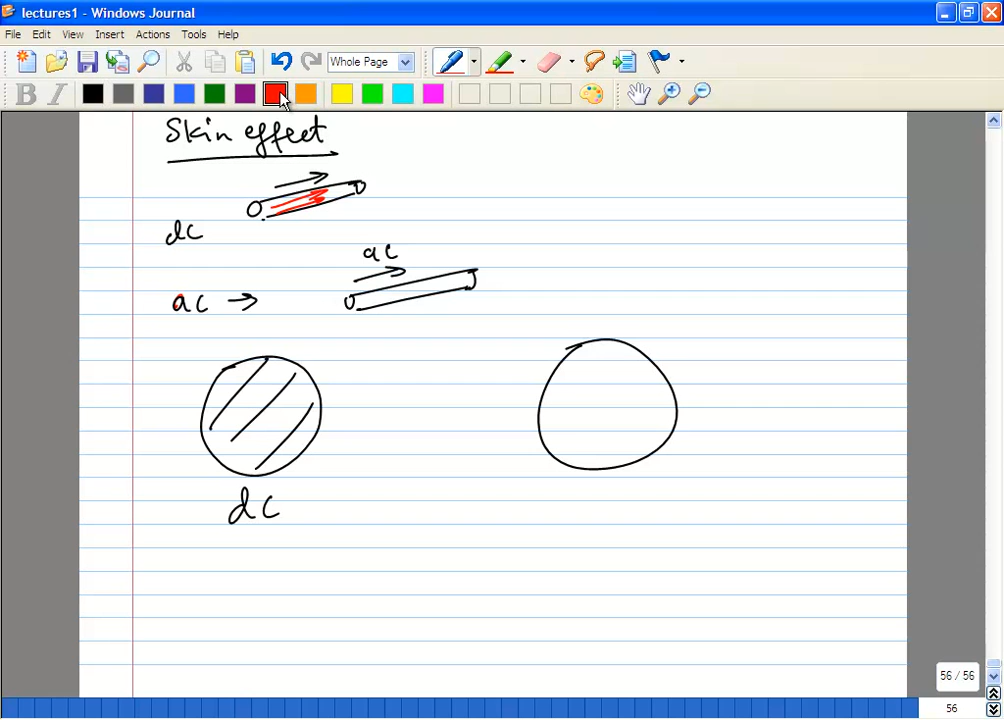 lectures1 - Windows Journal
File Edit View Insert Actions Tools Help
Whole Page
B I
Skin effect
dc
ac
ac →
dc
56 / 56
56